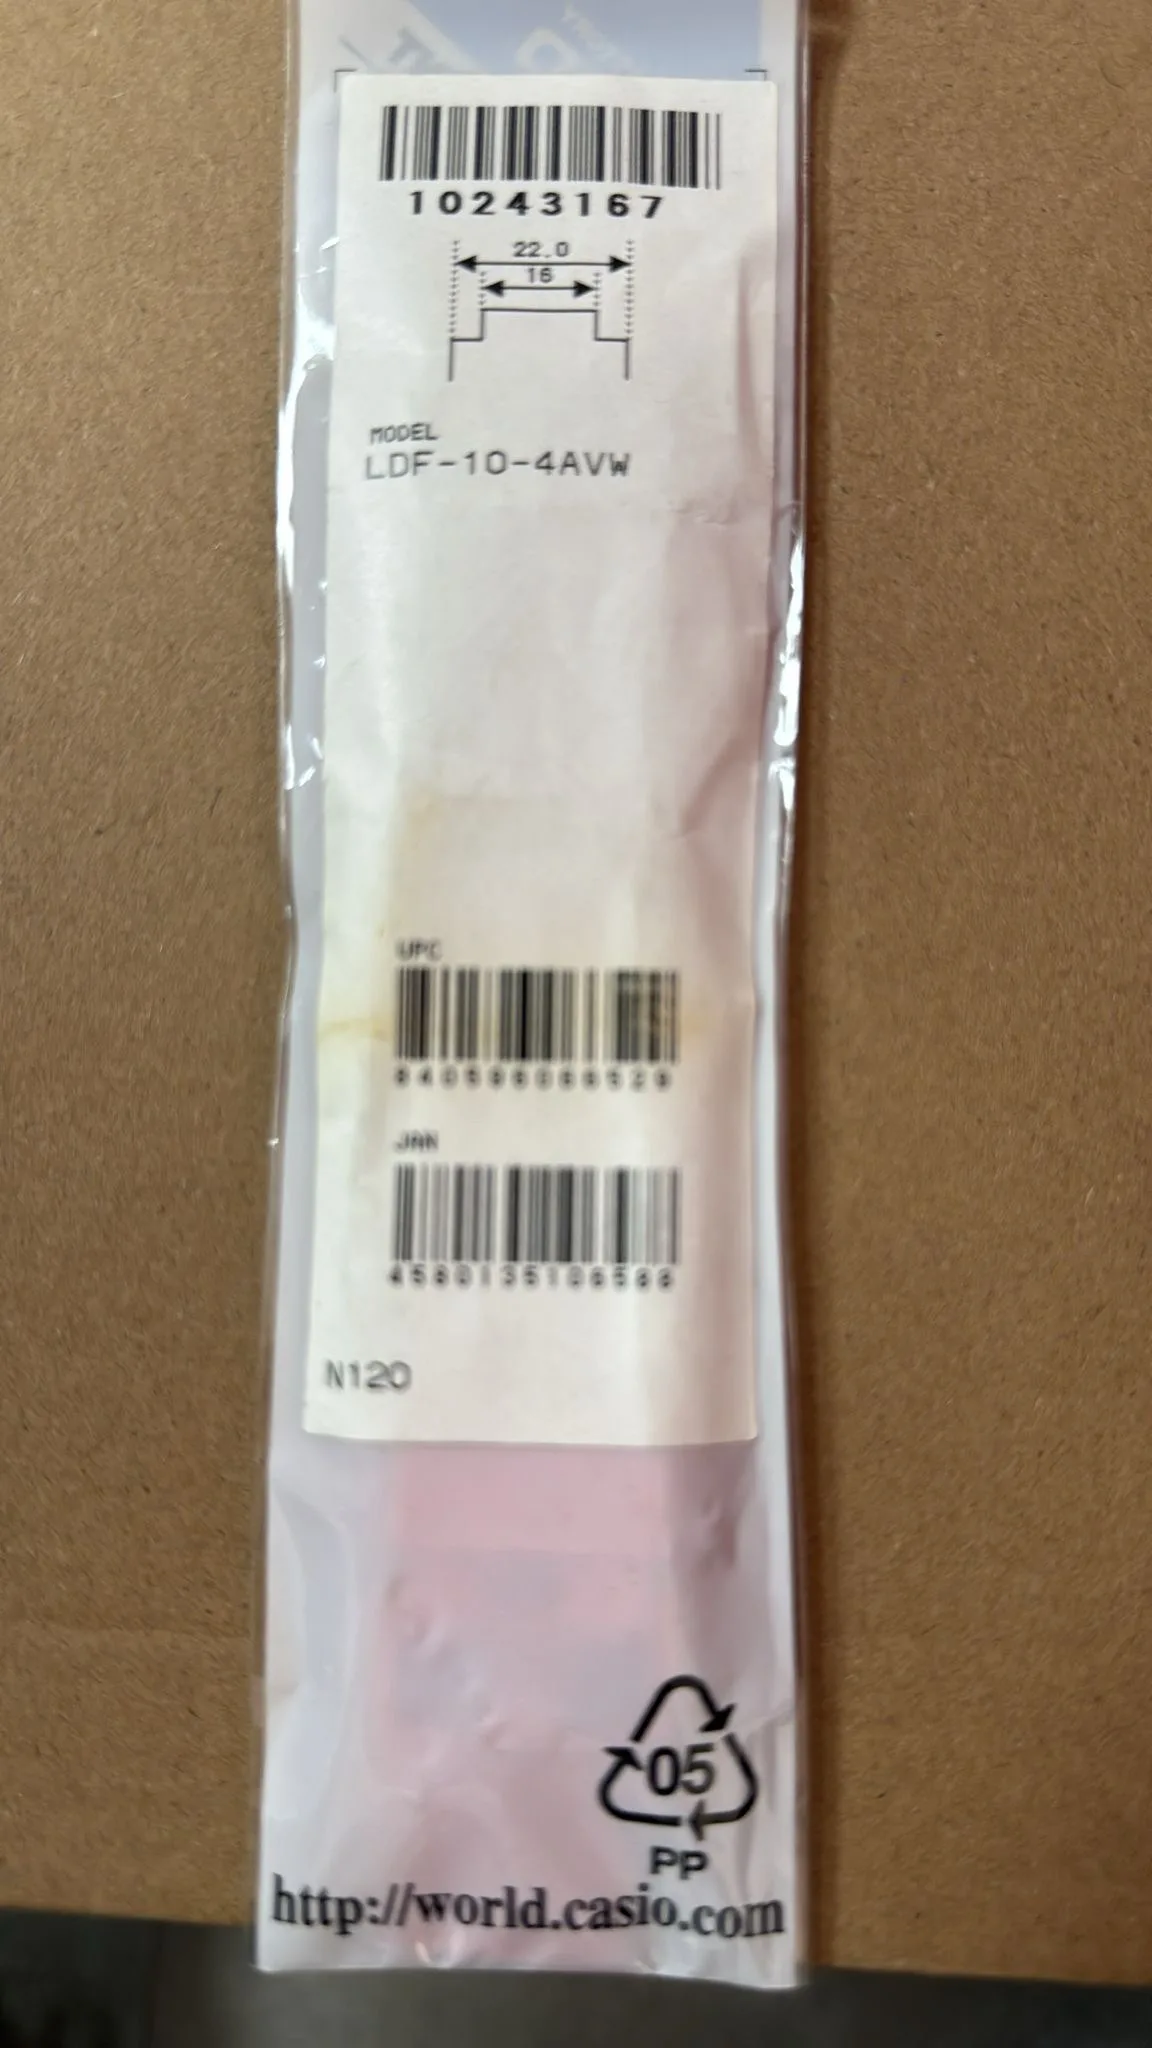 10243167
22.0
16
MODEL
LDF-10-4AVW
UPC
JAN
N120
05
PP
http://world.casio.com